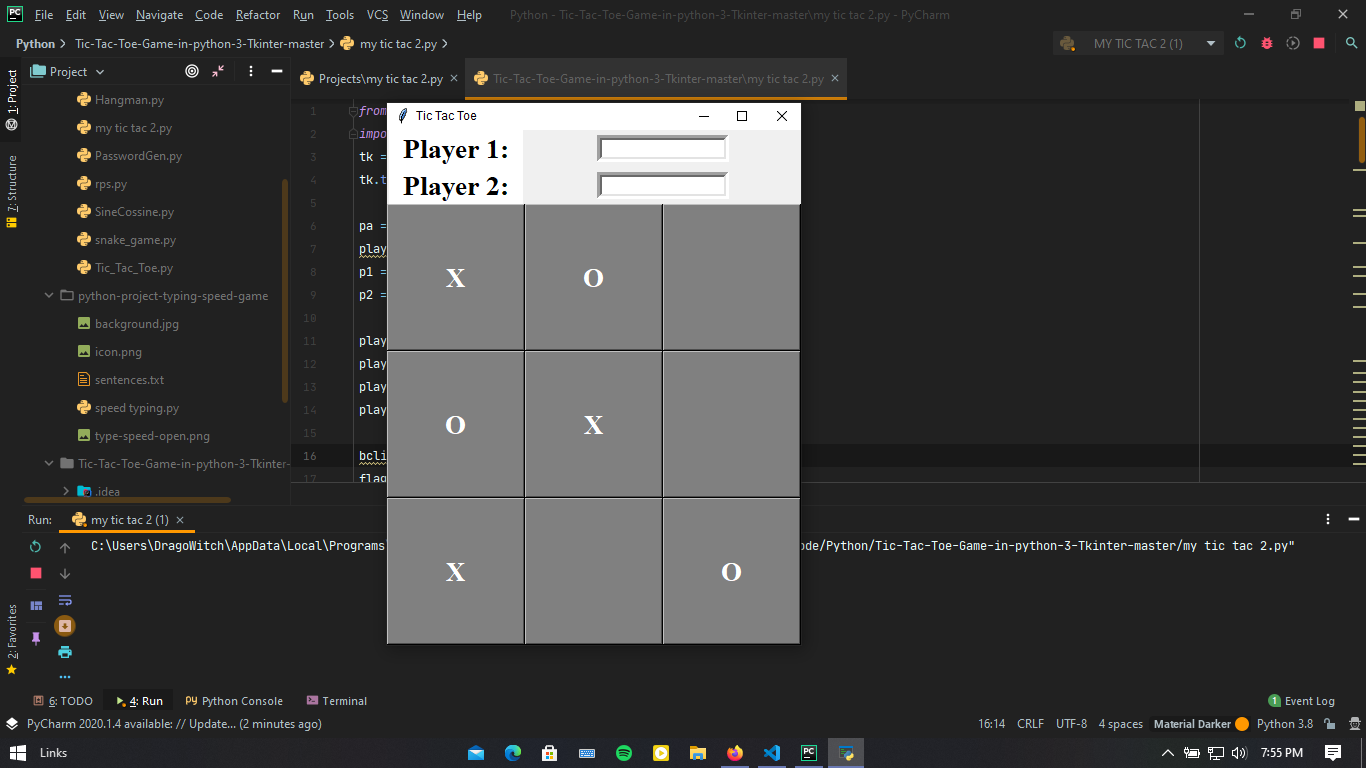 PC File Edit View Navigate Code Refactor Run Tools VCS Window Help Python - Tic-Tac-Toe-Game-in-python-3-Tkinter-master\my tic tac 2.py - PyCharm
Python Tic-Tac-Toe-Game-in-python-3-Tkinter-master my tic tac 2.py MY TIC TAC 2 (1)
1: Project
7: Structure
2: Favorites
Project
Hangman.py
my tic tac 2.py
PasswordGen.py
rps.py
SineCossine.py
snake_game.py
Tic_Tac_Toe.py
python-project-typing-speed-game
background.jpg
icon.png
sentences.txt
speed typing.py
type-speed-open.png
Tic-Tac-Toe-Game-in-python-3-Tkinter-
.idea
Projects\my tic tac 2.py Tic-Tac-Toe-Game-in-python-3-Tkinter-master\my tic tac 2.py
1 from
2 impo
3 tk =
4 tk.t
5
6 pa =
7 play
8 p1 =
9 p2 =
10
11 play
12 play
13 play
14 play
15
16 bcli
17 flag
Tic Tac Toe
Player 1:
Player 2:
X O
O X
X O
Run: my tic tac 2 (1)
C:\Users\DragoWitch\AppData\Local\Programs ode/Python/Tic-Tac-Toe-Game-in-python-3-Tkinter-master/my tic tac 2.py"
6: TODO 4: Run Python Console Terminal 1 Event Log
PyCharm 2020.1.4 available: // Update... (2 minutes ago) 16:14 CRLF UTF-8 4 spaces Material Darker Python 3.8
Links PC 7:55 PM